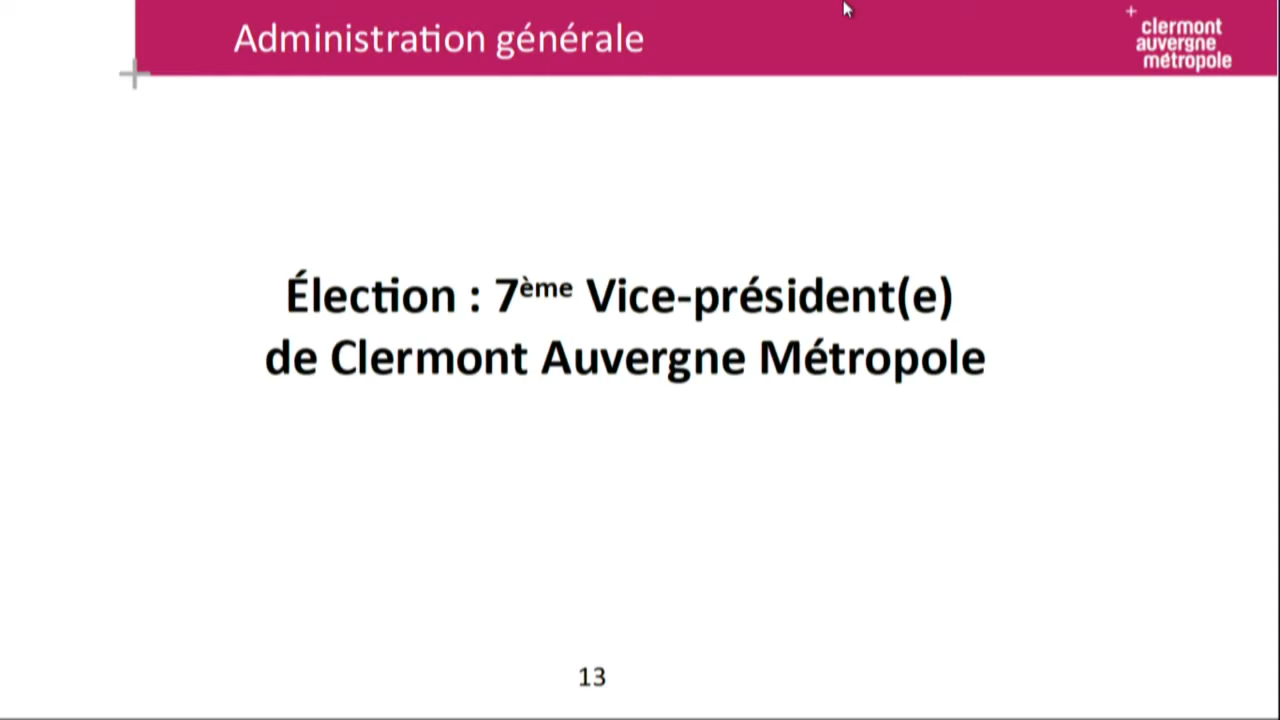 Administration générale
+
clermont
auvergne
métropole
Élection : 7ème Vice-président(e)
de Clermont Auvergne Métropole
13